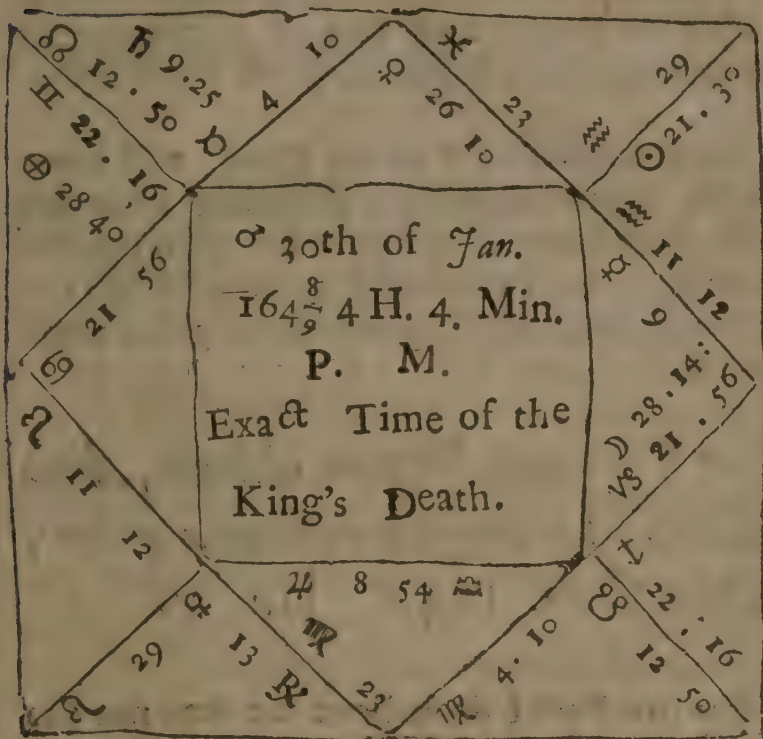 ☊ 12 . 50
♄ 9 . 25
♉ 4 10
♀ 26 10
♓ 23
♒ 29
☉ 21 . 30
♊ 22 . 16
⊗ 28 40
♒ 11 12
☿ 9
♋ 21 56
♂ 30th of Jan.
164 8/9 4 H. 4. Min.
P. M.
Exact Time of the
King's Death.
☽ 28 . 14 :
♑ 21 . 56
♌ 11 12
♃ 8 54 ♎
♐ 22 . 16
☋ 12 50
♌ 29
♂ 13 ℞
♍ 23
♏ 4 . 10